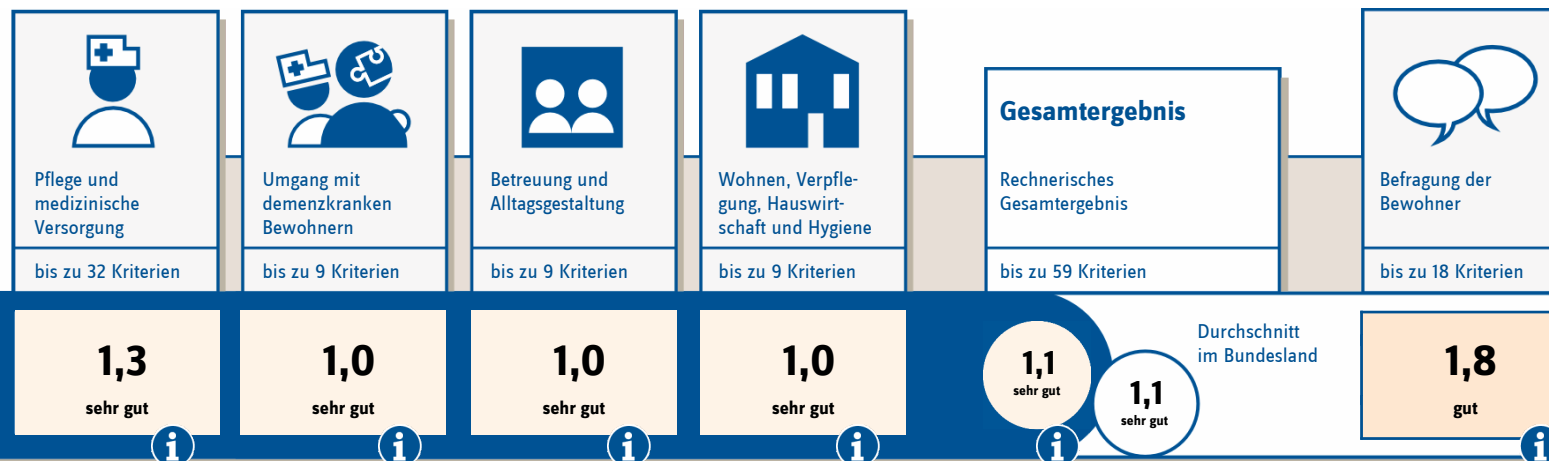 Pflege und
medizinische
Versorgung
bis zu 32 Kriterien
1,3
sehr gut
i
Umgang mit
demenzkranken
Bewohnern
bis zu 9 Kriterien
1,0
sehr gut
i
Betreuung und
Alltagsgestaltung
bis zu 9 Kriterien
1,0
sehr gut
i
Wohnen, Verpfle-
gung, Hauswirt-
schaft und Hygiene
bis zu 9 Kriterien
1,0
sehr gut
i
Gesamtergebnis
Rechnerisches
Gesamtergebnis
bis zu 59 Kriterien
1,1
sehr gut
i
1,1
sehr gut
Durchschnitt
im Bundesland
Befragung der
Bewohner
bis zu 18 Kriterien
1,8
gut
i